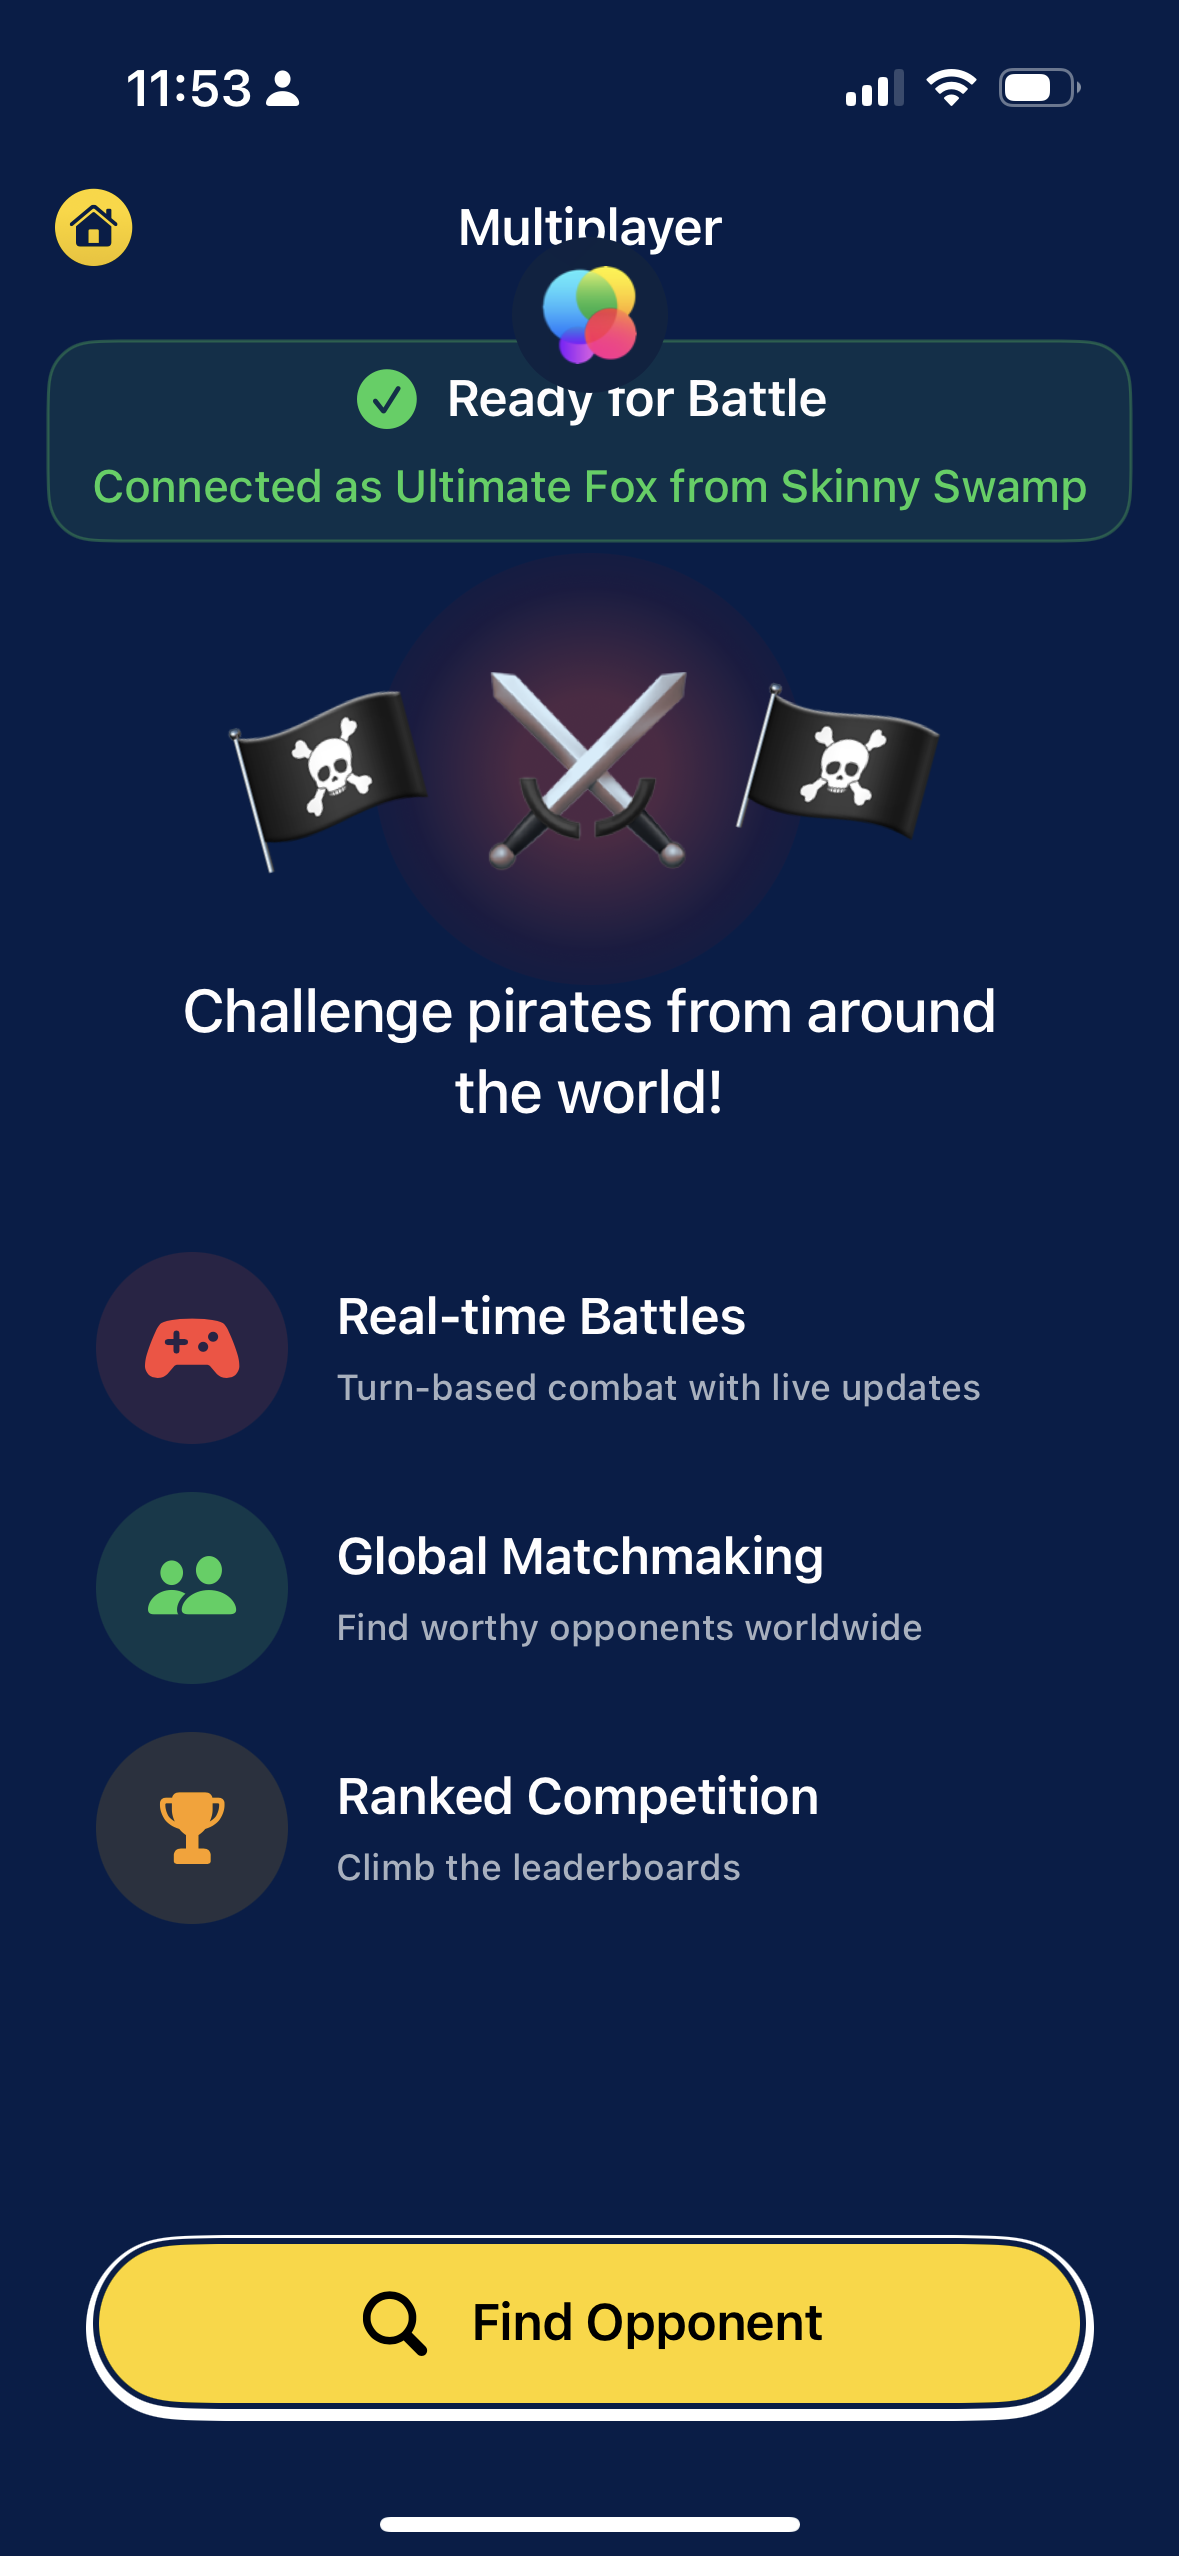 11:53
Multiplayer
Ready for Battle
Connected as Ultimate Fox from Skinny Swamp
Challenge pirates from around
the world!
Real-time Battles
Turn-based combat with live updates
Global Matchmaking
Find worthy opponents worldwide
Ranked Competition
Climb the leaderboards
Find Opponent